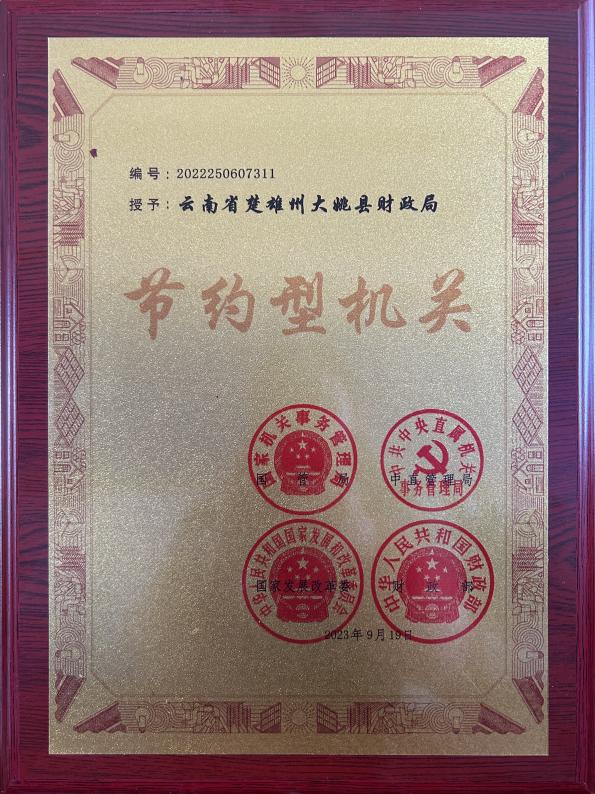 编号：2022250607311
授予：云南省楚雄州大姚县财政局
节约型机关
国家机关事务管理局
国管局
中共中央直属机关
事务管理局
中直管理局
中华人民共和国国家发展和改革委员会
国家发展改革委
中华人民共和国财政部
财政部
2023年9月19日